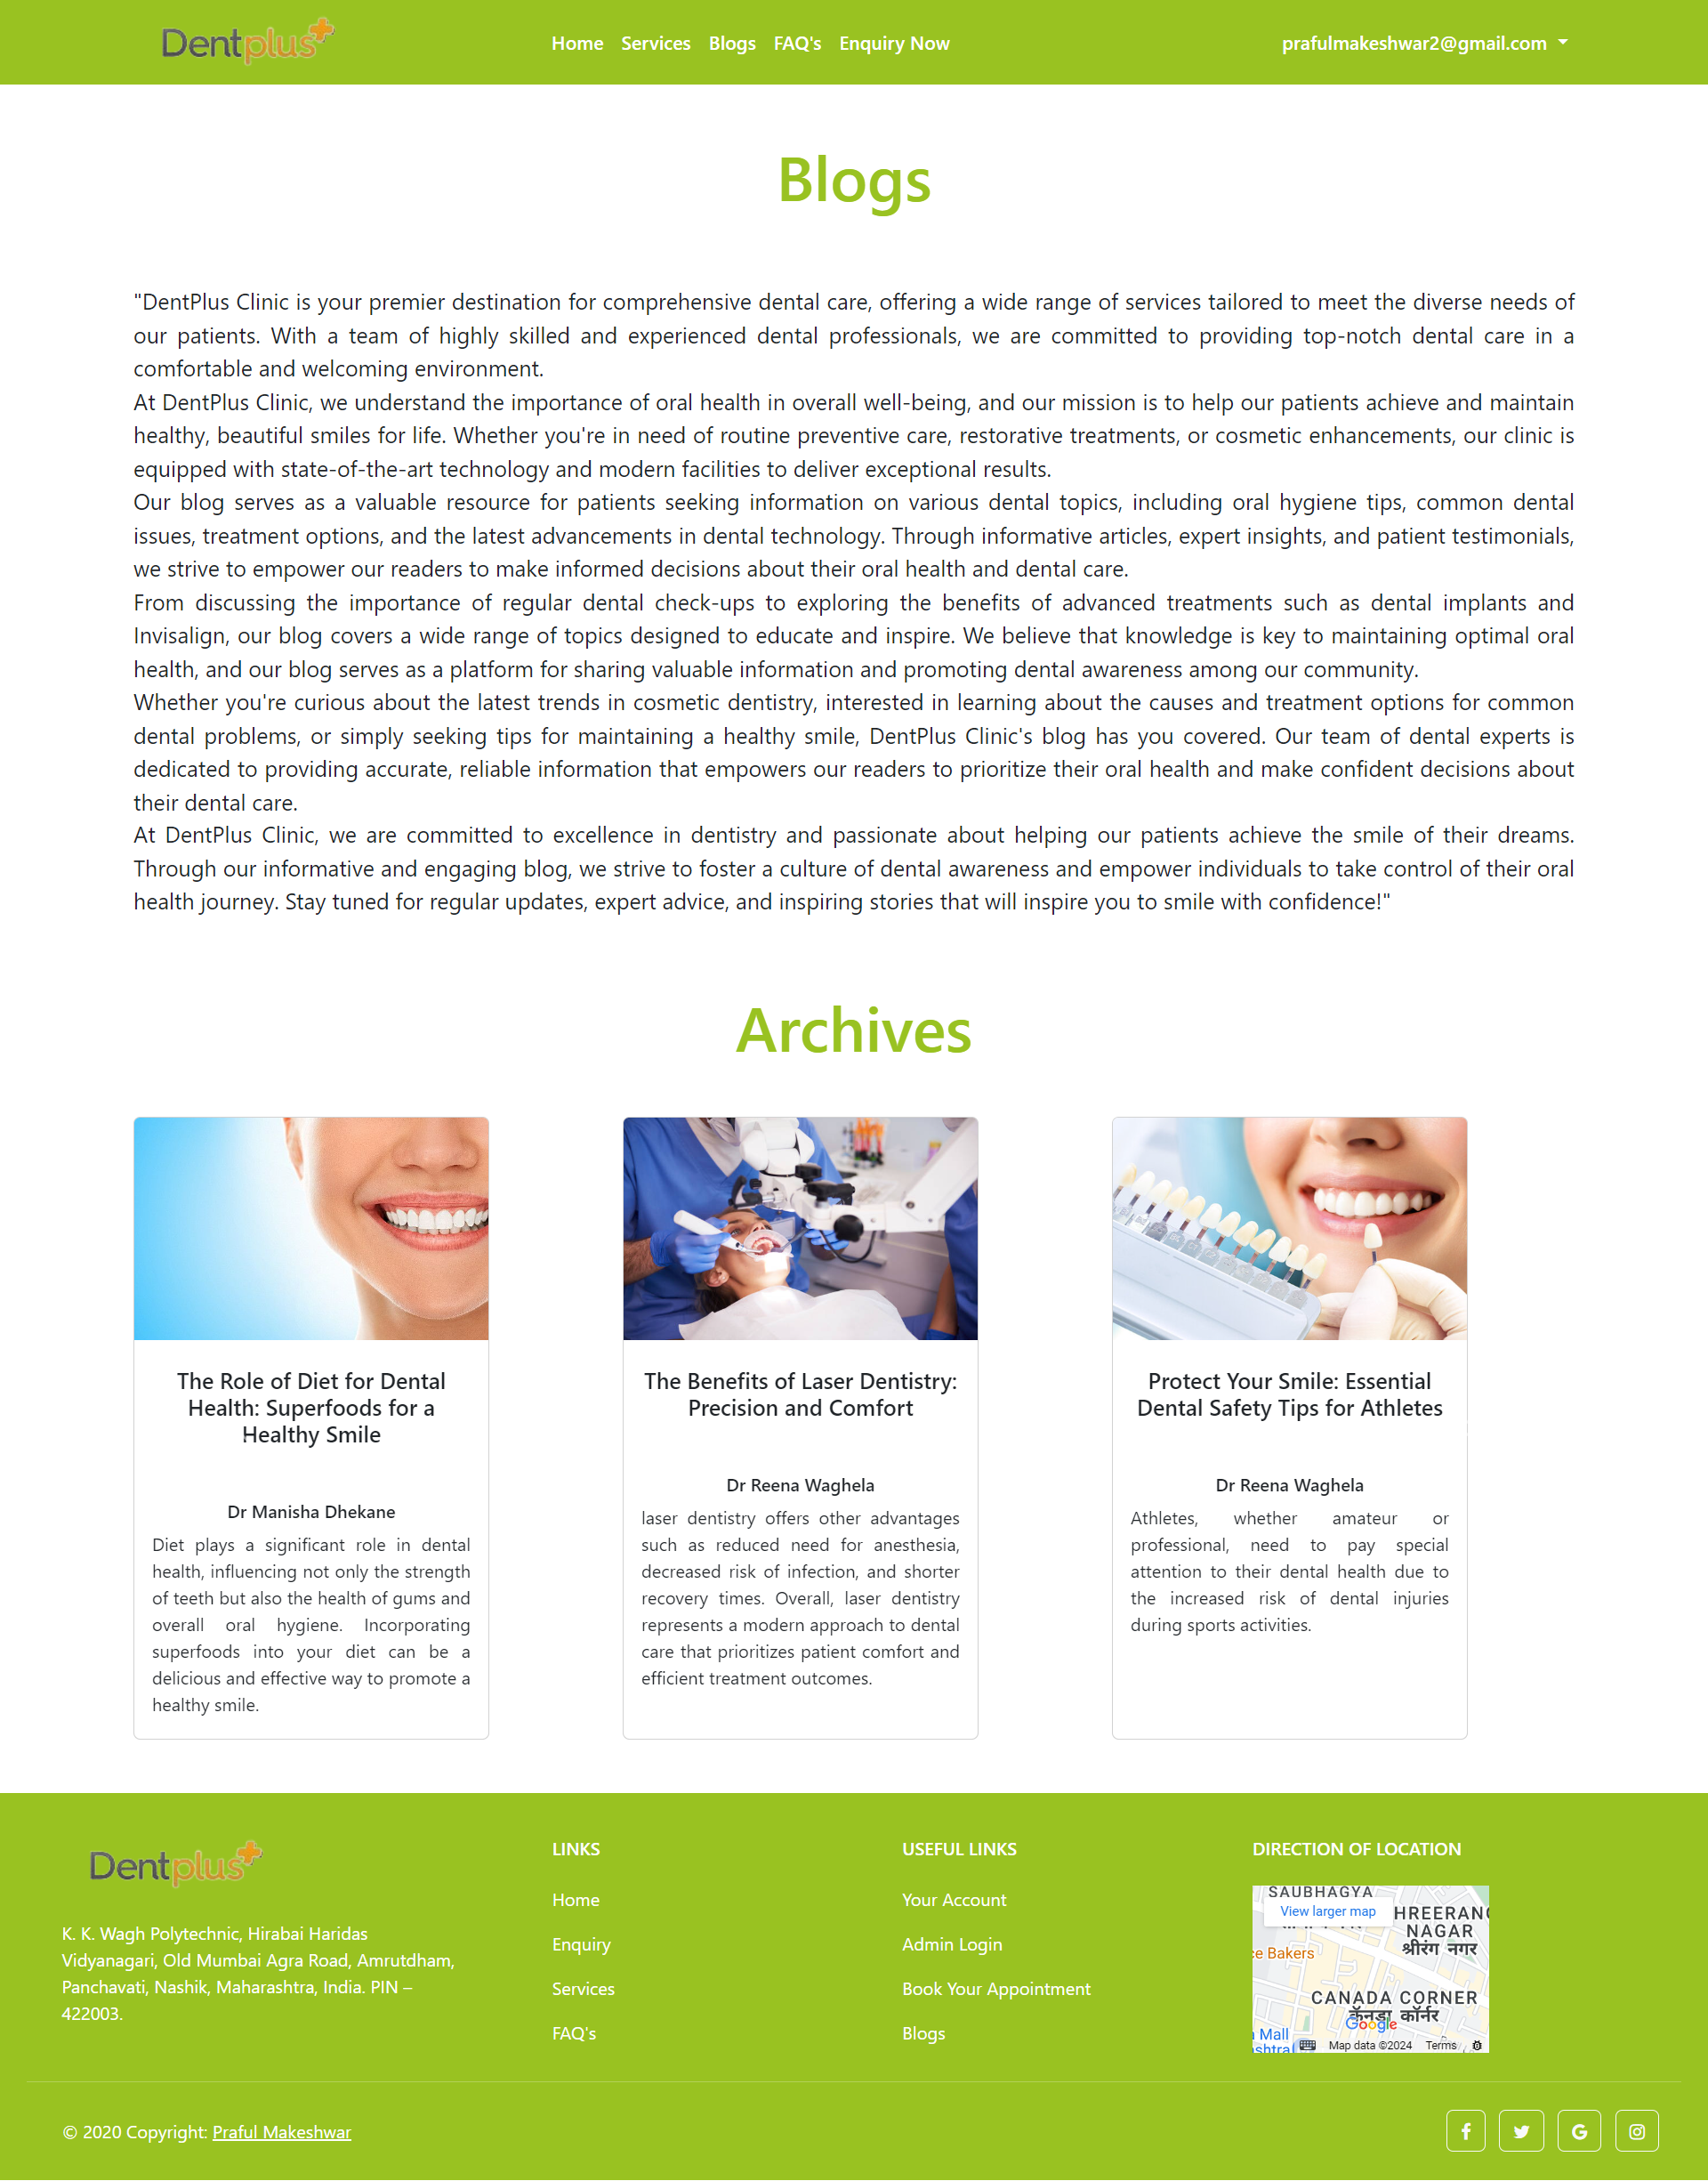 Dentplus
Home Services Blogs FAQ's Enquiry Now
prafulmakeshwar2@gmail.com
Blogs
"DentPlus Clinic is your premier destination for comprehensive dental care, offering a wide range of services tailored to meet the diverse needs of
our patients. With a team of highly skilled and experienced dental professionals, we are committed to providing top-notch dental care in a
comfortable and welcoming environment.
At DentPlus Clinic, we understand the importance of oral health in overall well-being, and our mission is to help our patients achieve and maintain
healthy, beautiful smiles for life. Whether you're in need of routine preventive care, restorative treatments, or cosmetic enhancements, our clinic is
equipped with state-of-the-art technology and modern facilities to deliver exceptional results.
Our blog serves as a valuable resource for patients seeking information on various dental topics, including oral hygiene tips, common dental
issues, treatment options, and the latest advancements in dental technology. Through informative articles, expert insights, and patient testimonials,
we strive to empower our readers to make informed decisions about their oral health and dental care.
From discussing the importance of regular dental check-ups to exploring the benefits of advanced treatments such as dental implants and
Invisalign, our blog covers a wide range of topics designed to educate and inspire. We believe that knowledge is key to maintaining optimal oral
health, and our blog serves as a platform for sharing valuable information and promoting dental awareness among our community.
Whether you're curious about the latest trends in cosmetic dentistry, interested in learning about the causes and treatment options for common
dental problems, or simply seeking tips for maintaining a healthy smile, DentPlus Clinic's blog has you covered. Our team of dental experts is
dedicated to providing accurate, reliable information that empowers our readers to prioritize their oral health and make confident decisions about
their dental care.
At DentPlus Clinic, we are committed to excellence in dentistry and passionate about helping our patients achieve the smile of their dreams.
Through our informative and engaging blog, we strive to foster a culture of dental awareness and empower individuals to take control of their oral
health journey. Stay tuned for regular updates, expert advice, and inspiring stories that will inspire you to smile with confidence!"
Archives
The Role of Diet for Dental
Health: Superfoods for a
Healthy Smile
Dr Manisha Dhekane
Diet plays a significant role in dental
health, influencing not only the strength
of teeth but also the health of gums and
overall oral hygiene. Incorporating
superfoods into your diet can be a
delicious and effective way to promote a
healthy smile.
The Benefits of Laser Dentistry:
Precision and Comfort
Dr Reena Waghela
laser dentistry offers other advantages
such as reduced need for anesthesia,
decreased risk of infection, and shorter
recovery times. Overall, laser dentistry
represents a modern approach to dental
care that prioritizes patient comfort and
efficient treatment outcomes.
Protect Your Smile: Essential
Dental Safety Tips for Athletes
Dr Reena Waghela
Athletes, whether amateur or
professional, need to pay special
attention to their dental health due to
the increased risk of dental injuries
during sports activities.
Dentplus
K. K. Wagh Polytechnic, Hirabai Haridas
Vidyanagari, Old Mumbai Agra Road, Amrutdham,
Panchavati, Nashik, Maharashtra, India. PIN –
422003.
LINKS
Home
Enquiry
Services
FAQ's
USEFUL LINKS
Your Account
Admin Login
Book Your Appointment
Blogs
DIRECTION OF LOCATION
SAUBHAGYA
View larger map
HREERANG
NAGAR
श्रीरंग नगर
ce Bakers
CANADA CORNER
कॅनडा कॉर्नर
Google
Mall
Map data ©2024 Terms
© 2020 Copyright: Praful Makeshwar